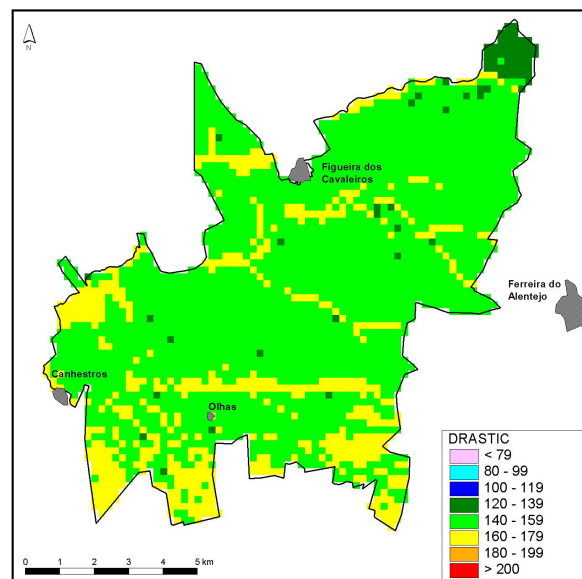 N
Figueira dos
Cavaleiros
Ferreira do
Alentejo
Canhestros
Olhas
DRASTIC
< 79
80 - 99
100 - 119
120 - 139
140 - 159
160 - 179
180 - 199
> 200
0 1 2 3 4 5 km